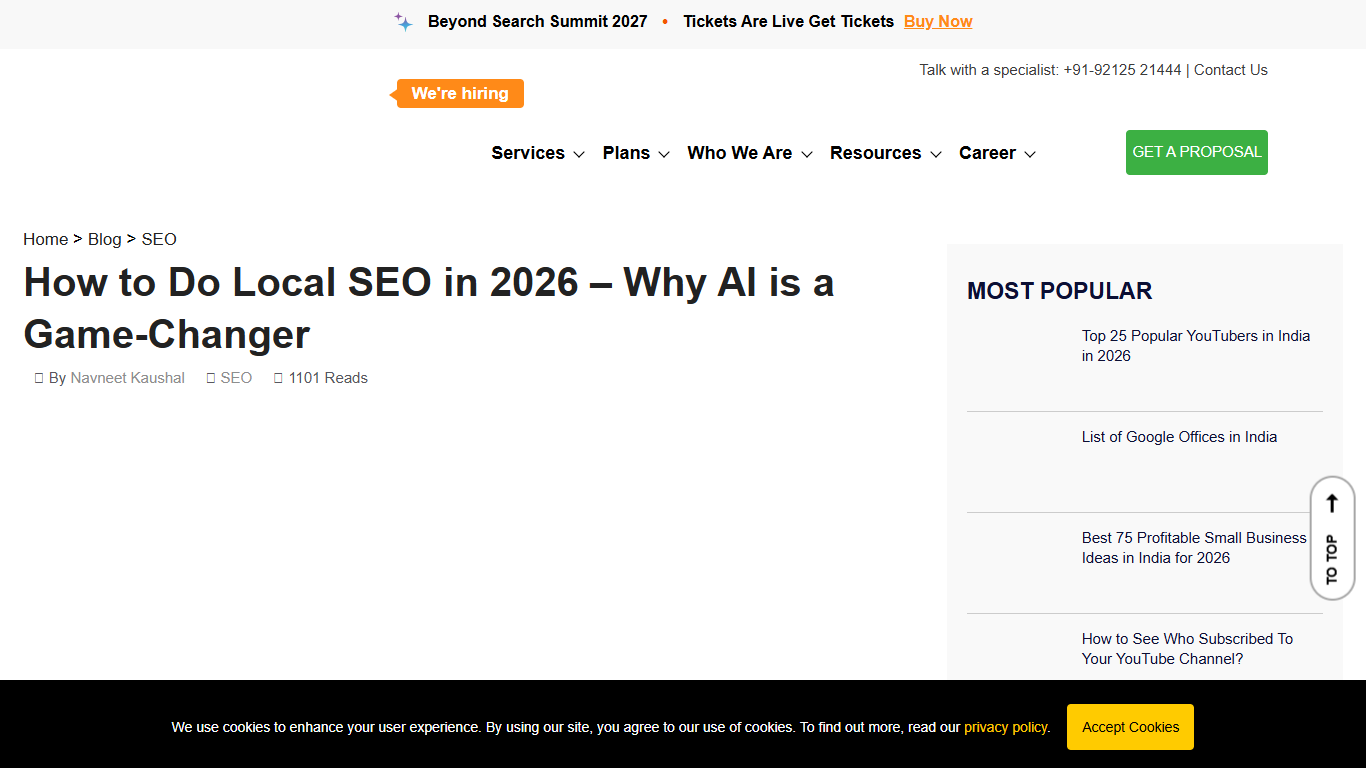 Beyond Search Summit 2027 • Tickets Are Live Get Tickets Buy Now
Talk with a specialist: +91-92125 21444 | Contact Us
We're hiring
Services Plans Who We Are Resources Career
GET A PROPOSAL
Home > Blog > SEO
How to Do Local SEO in 2026 – Why AI is a
Game-Changer
By Navneet Kaushal SEO 1101 Reads
MOST POPULAR
Top 25 Popular YouTubers in India
in 2026
List of Google Offices in India
Best 75 Profitable Small Business
Ideas in India for 2026
How to See Who Subscribed To
Your YouTube Channel?
TO TOP
We use cookies to enhance your user experience. By using our site, you agree to our use of cookies. To find out more, read our privacy policy.
Accept Cookies